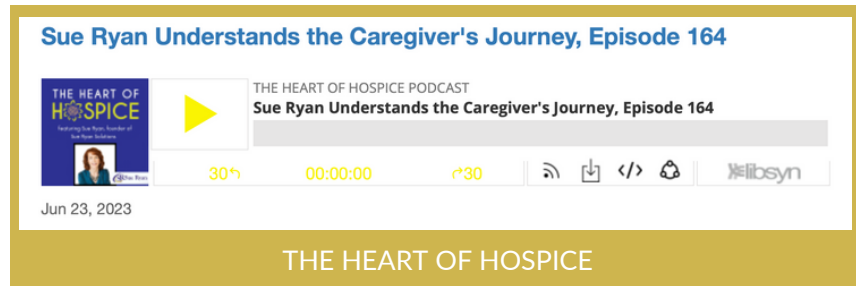 Sue Ryan Understands the Caregiver's Journey, Episode 164
THE HEART OF
HOSPICE
Featuring Sue Ryan, founder of
Sue Ryan Solutions
THE HEART OF HOSPICE PODCAST
Sue Ryan Understands the Caregiver's Journey, Episode 164
30
00:00:00
30
libsyn
Jun 23, 2023
THE HEART OF HOSPICE